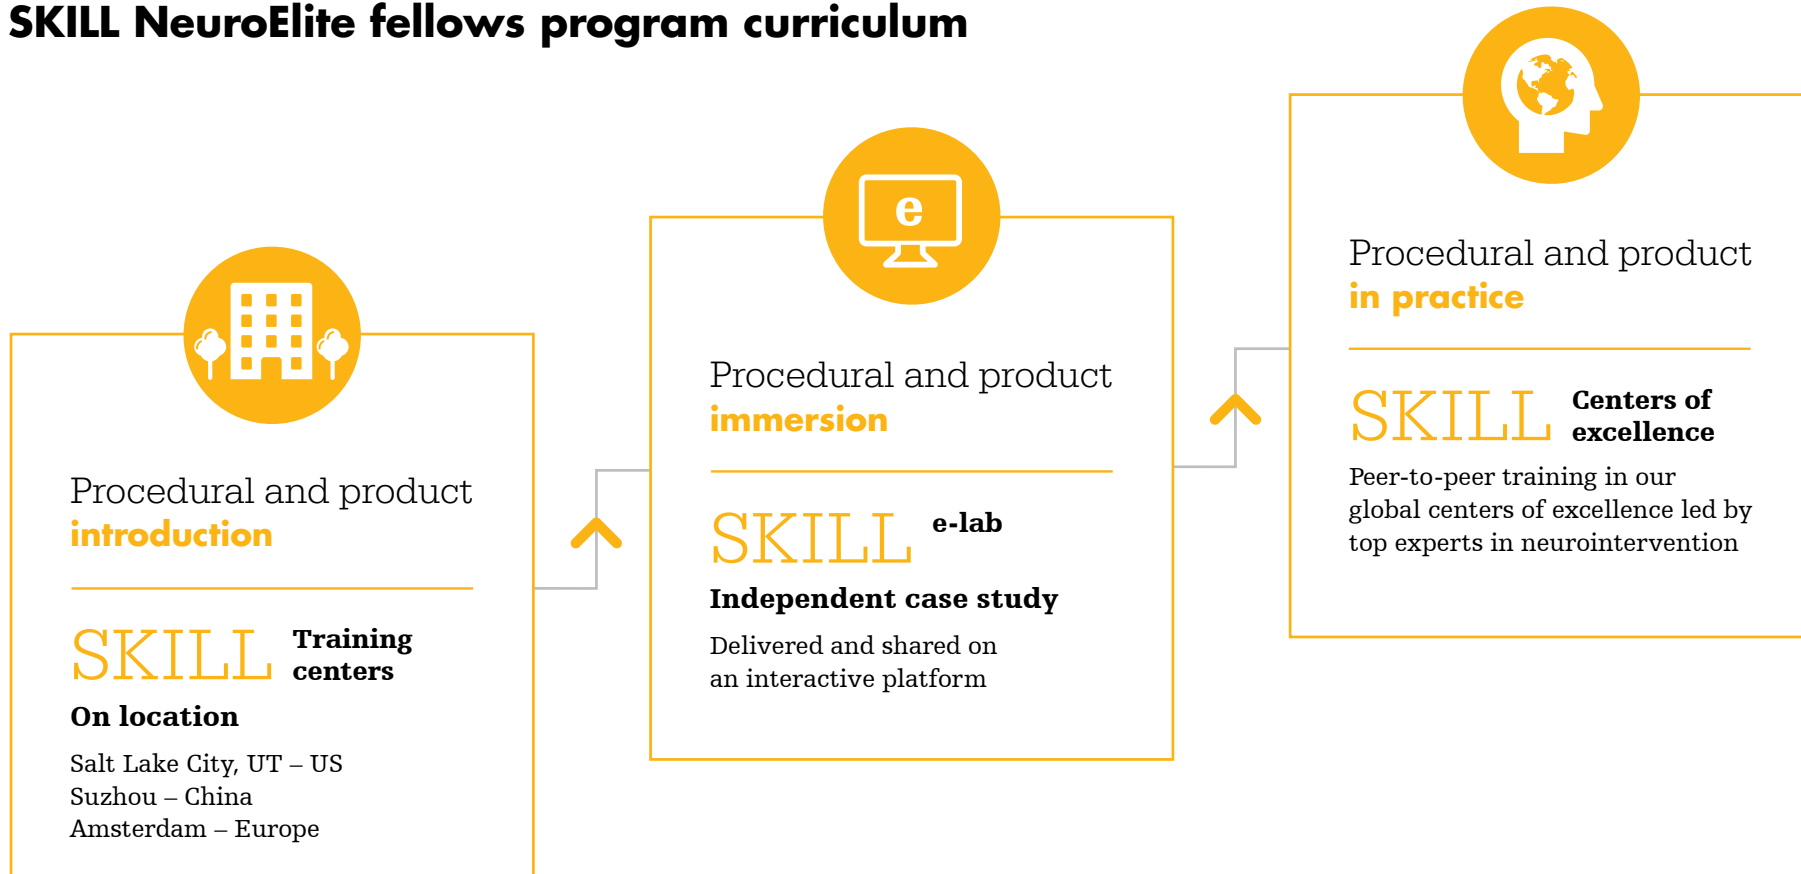 SKILL NeuroElite fellows program curriculum
Procedural and product
introduction
SKILL Training
centers
On location
Salt Lake City, UT – US
Suzhou – China
Amsterdam – Europe
e
Procedural and product
immersion
SKILL e-lab
Independent case study
Delivered and shared on
an interactive platform
Procedural and product
in practice
SKILL Centers of
excellence
Peer-to-peer training in our
global centers of excellence led by
top experts in neurointervention